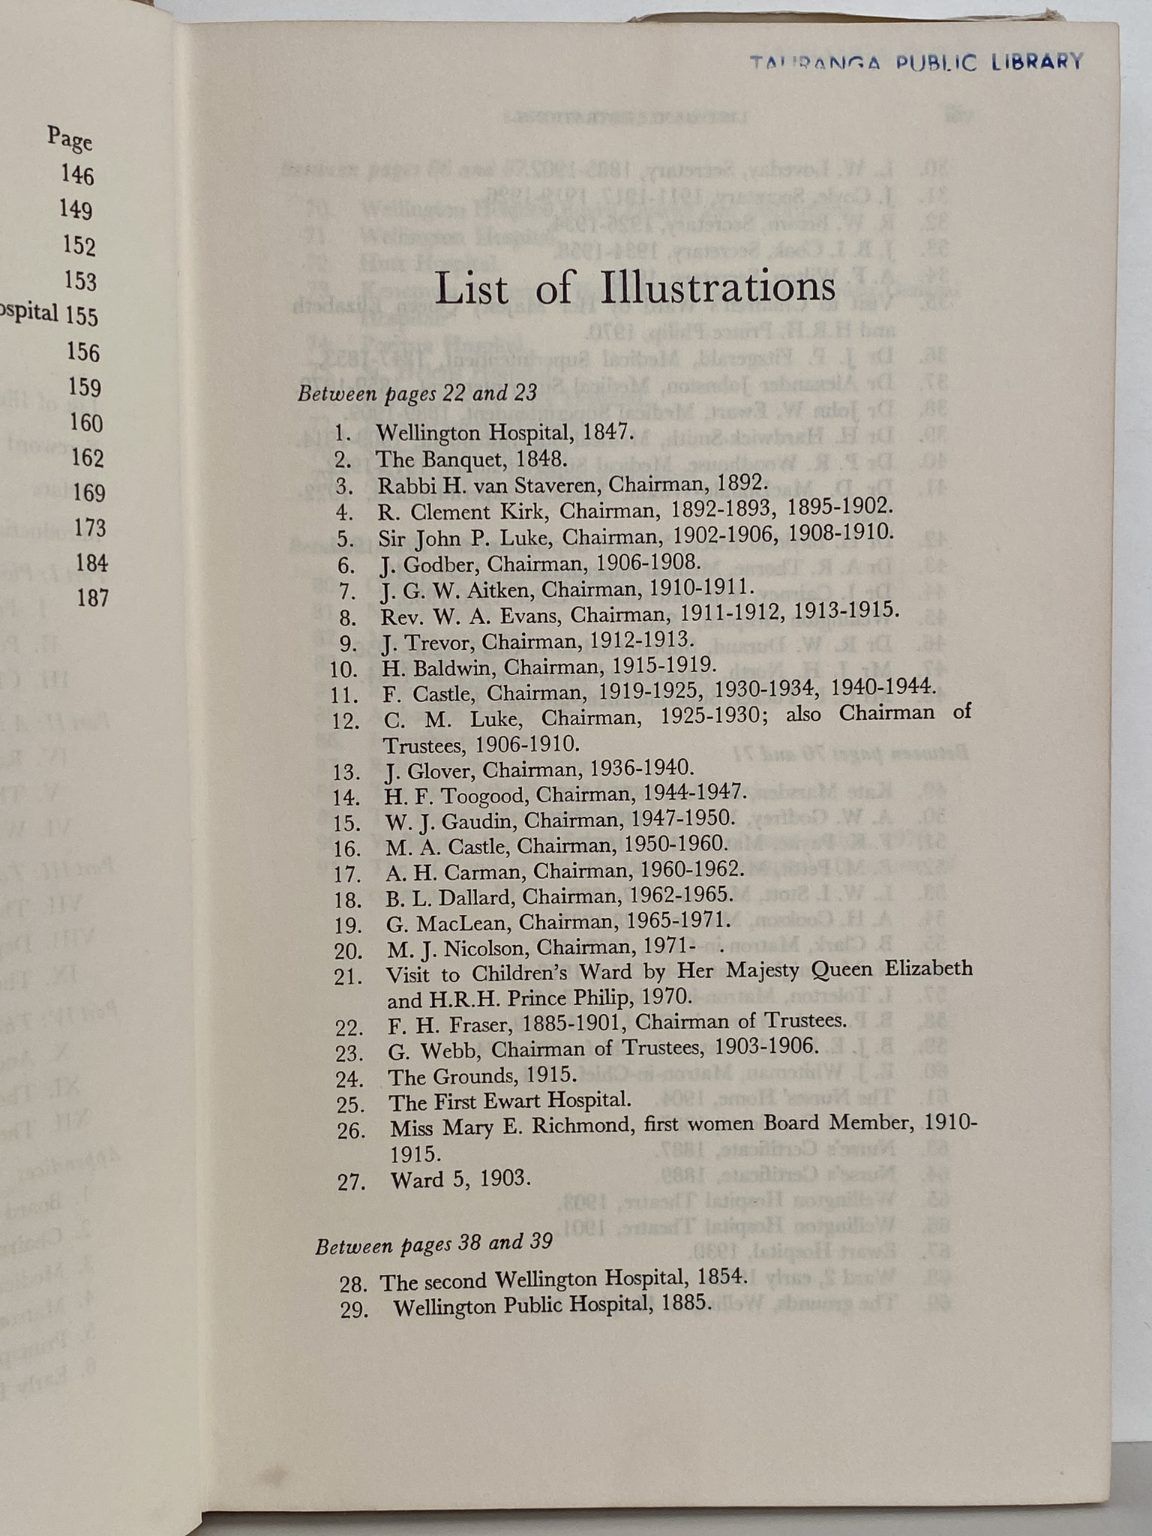 Page
146
149
152
153
ospital 155
156
159
160
162
169
173
184
187
TAURANGA PUBLIC LIBRARY
List of Illustrations
Between pages 22 and 23
1. Wellington Hospital, 1847.
2. The Banquet, 1848.
3. Rabbi H. van Staveren, Chairman, 1892.
4. R. Clement Kirk, Chairman, 1892-1893, 1895-1902.
5. Sir John P. Luke, Chairman, 1902-1906, 1908-1910.
6. J. Godber, Chairman, 1906-1908.
7. J. G. W. Aitken, Chairman, 1910-1911.
8. Rev. W. A. Evans, Chairman, 1911-1912, 1913-1915.
9. J. Trevor, Chairman, 1912-1913.
10. H. Baldwin, Chairman, 1915-1919.
11. F. Castle, Chairman, 1919-1925, 1930-1934, 1940-1944.
12. C. M. Luke, Chairman, 1925-1930; also Chairman of
Trustees, 1906-1910.
13. J. Glover, Chairman, 1936-1940.
14. H. F. Toogood, Chairman, 1944-1947.
15. W. J. Gaudin, Chairman, 1947-1950.
16. M. A. Castle, Chairman, 1950-1960.
17. A. H. Carman, Chairman, 1960-1962.
18. B. L. Dallard, Chairman, 1962-1965.
19. G. MacLean, Chairman, 1965-1971.
20. M. J. Nicolson, Chairman, 1971- .
21. Visit to Children's Ward by Her Majesty Queen Elizabeth
and H.R.H. Prince Philip, 1970.
22. F. H. Fraser, 1885-1901, Chairman of Trustees.
23. G. Webb, Chairman of Trustees, 1903-1906.
24. The Grounds, 1915.
25. The First Ewart Hospital.
26. Miss Mary E. Richmond, first women Board Member, 1910-
1915.
27. Ward 5, 1903.
Between pages 38 and 39
28. The second Wellington Hospital, 1854.
29. Wellington Public Hospital, 1885.